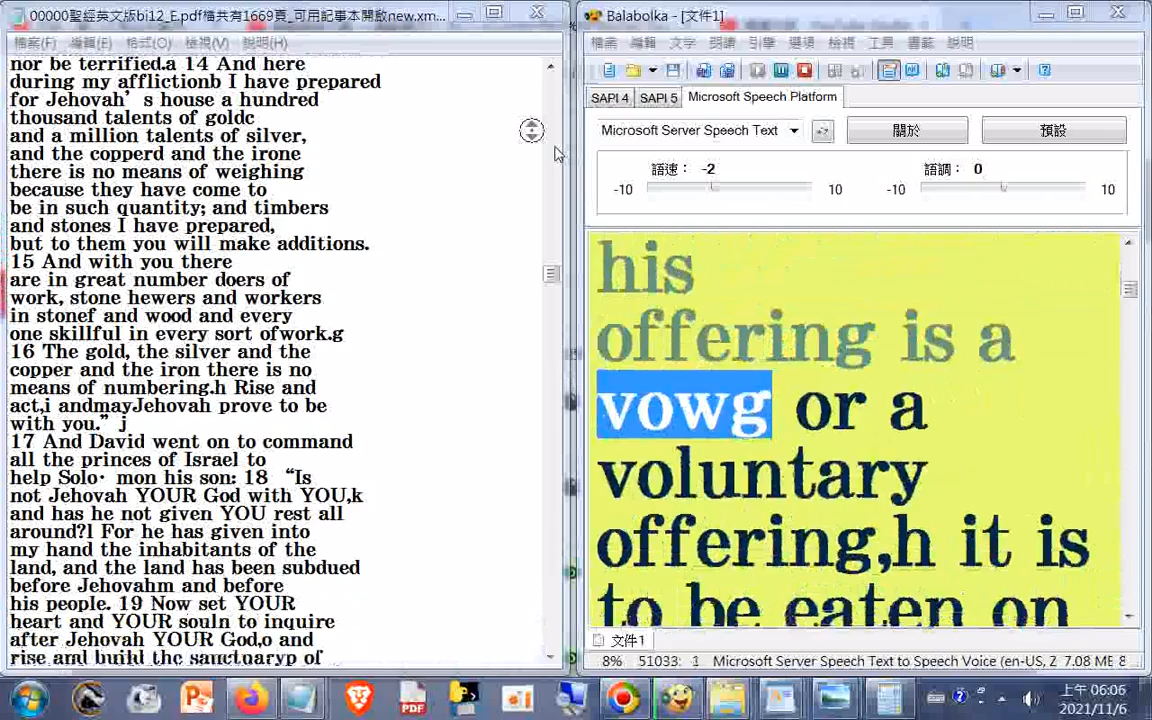 00000聖經英文版bi12_E.pdf檔共有1669頁_可用記事本開啟new.xm...
檔案(F) 編輯(E) 格式(O) 檢視(V) 說明(H)
nor be terrified.a 14 And here
during my afflictionb I have prepared
for Jehovah’s house a hundred
thousand talents of goldc
and a million talents of silver,
and the copperd and the irone
there is no means of weighing
because they have come to
be in such quantity; and timbers
and stones I have prepared,
but to them you will make additions.
15 And with you there
are in great number doers of
work, stone hewers and workers
in stonef and wood and every
one skillful in every sort ofwork.g
16 The gold, the silver and the
copper and the iron there is no
means of numbering.h Rise and
act,i andmayJehovah prove to be
with you.” j
17 And David went on to command
all the princes of Israel to
help Solo·mon his son: 18 “Is
not Jehovah YOUR God with YOU,k
and has he not given YOU rest all
around?l For he has given into
my hand the inhabitants of the
land, and the land has been subdued
before Jehovahm and before
his people. 19 Now set YOUR
heart and YOUR souln to inquire
after Jehovah YOUR God,o and
rise and build the sanctuaryp of
Balabolka - [文件1]
檔案 編輯 文字 朗讀 引擎 選項 檢視 工具 書籤 說明
SAPI 4 SAPI 5 Microsoft Speech Platform
Microsoft Server Speech Text 關於 預設
語速： -2 語調： 0
-10 10 -10 10
his
offering is a
vowg or a
voluntary
offering,h it is
to be eaten on
文件1
8% 51033: 1 Microsoft Server Speech Text to Speech Voice (en-US, Z 7.08 MB 8
PDF
上午 06:06
2021/11/6